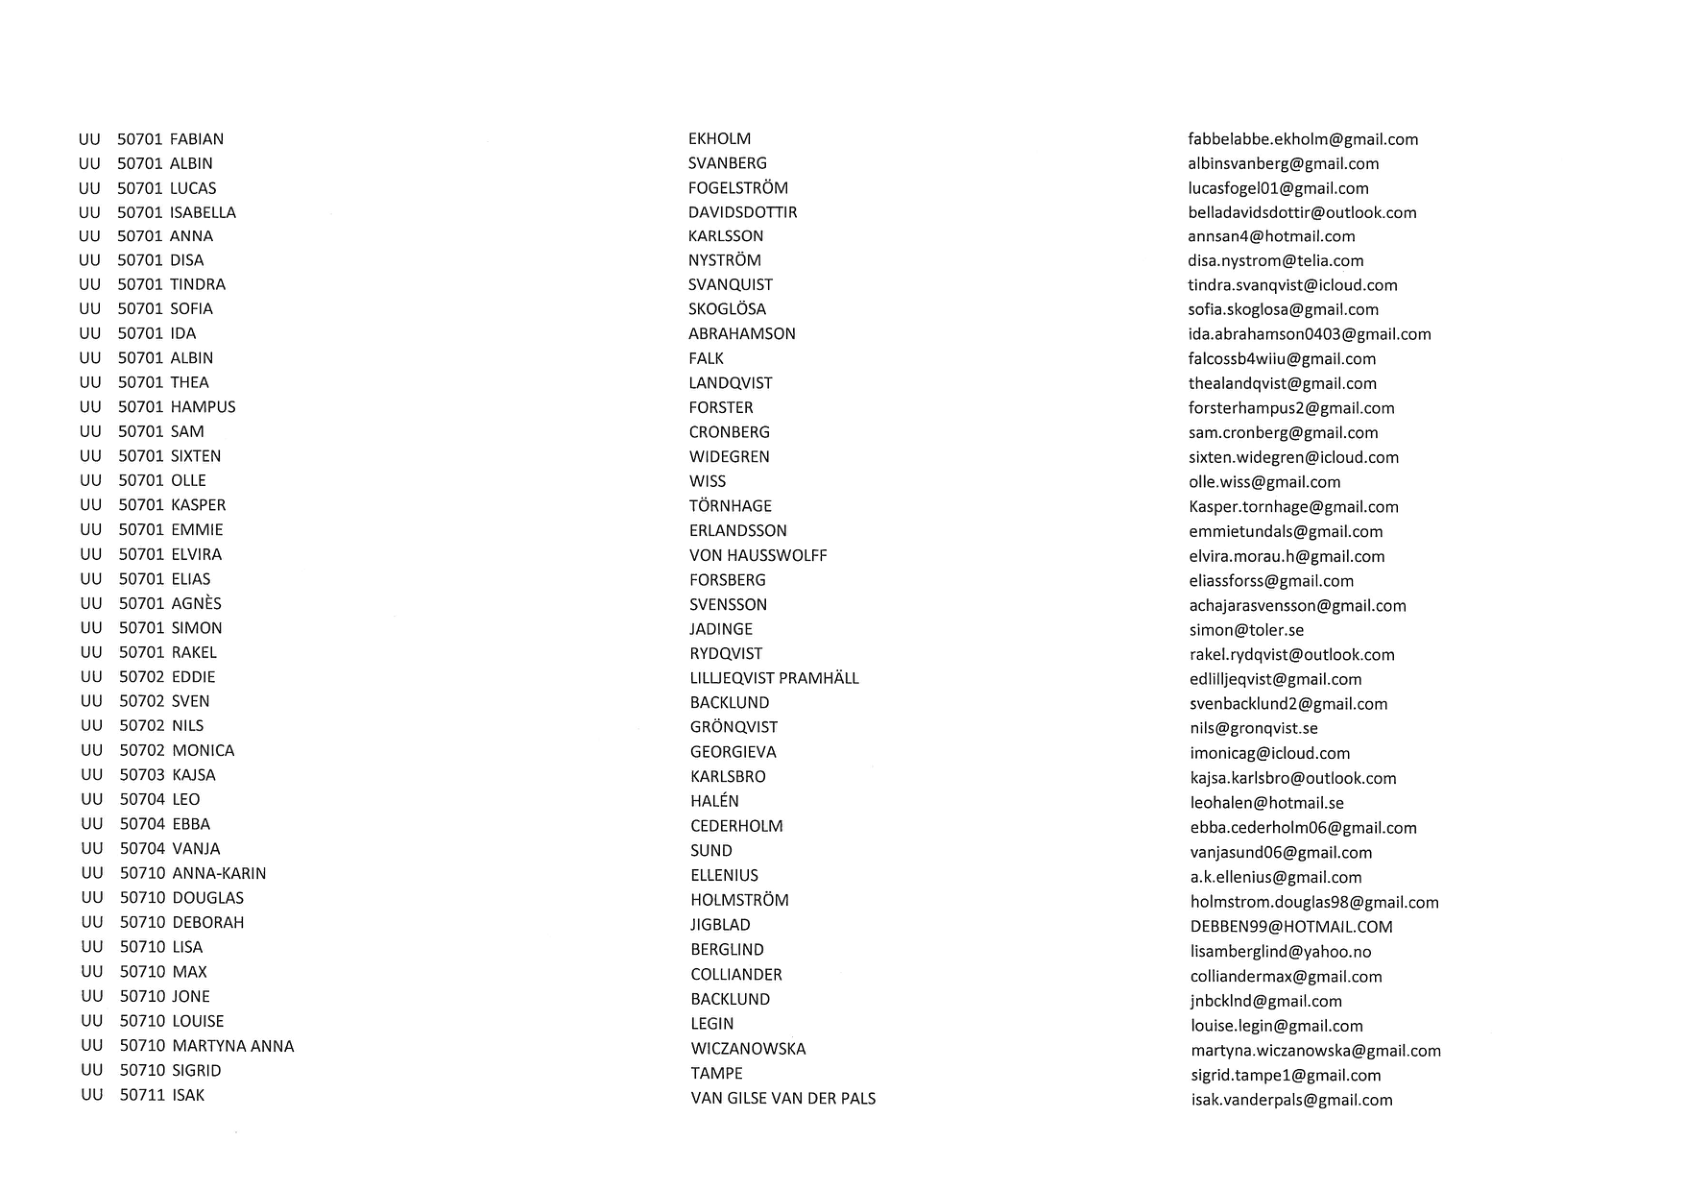 UU 50701 FABIAN EKHOLM fabbelabbe.ekholm@gmail.com
UU 50701 ALBIN SVANBERG albinsvanberg@gmail.com
UU 50701 LUCAS FOGELSTRÖM lucasfogel01@gmail.com
UU 50701 ISABELLA DAVIDSDOTTIR belladavidsdottir@outlook.com
UU 50701 ANNA KARLSSON annsan4@hotmail.com
UU 50701 DISA NYSTRÖM disa.nystrom@telia.com
UU 50701 TINDRA SVANQUIST tindra.svanqvist@icloud.com
UU 50701 SOFIA SKOGLÖSA sofia.skoglosa@gmail.com
UU 50701 IDA ABRAHAMSON ida.abrahamson0403@gmail.com
UU 50701 ALBIN FALK falcossb4wiiu@gmail.com
UU 50701 THEA LANDQVIST thealandqvist@gmail.com
UU 50701 HAMPUS FORSTER forsterhampus2@gmail.com
UU 50701 SAM CRONBERG sam.cronberg@gmail.com
UU 50701 SIXTEN WIDEGREN sixten.widegren@icloud.com
UU 50701 OLLE WISS olle.wiss@gmail.com
UU 50701 KASPER TÖRNHAGE Kasper.tornhage@gmail.com
UU 50701 EMMIE ERLANDSSON emmietundals@gmail.com
UU 50701 ELVIRA VON HAUSSWOLFF elvira.morau.h@gmail.com
UU 50701 ELIAS FORSBERG eliassforss@gmail.com
UU 50701 AGNÈS SVENSSON achajarasvensson@gmail.com
UU 50701 SIMON JADINGE simon@toler.se
UU 50701 RAKEL RYDQVIST rakel.rydqvist@outlook.com
UU 50702 EDDIE LILLJEQVIST PRAMHÄLL edlilljeqvist@gmail.com
UU 50702 SVEN BACKLUND svenbacklund2@gmail.com
UU 50702 NILS GRÖNQVIST nils@gronqvist.se
UU 50702 MONICA GEORGIEVA imonicag@icloud.com
UU 50703 KAJSA KARLSBRO kajsa.karlsbro@outlook.com
UU 50704 LEO HALÉN leohalen@hotmail.se
UU 50704 EBBA CEDERHOLM ebba.cederholm06@gmail.com
UU 50704 VANJA SUND vanjasund06@gmail.com
UU 50710 ANNA-KARIN ELLENIUS a.k.ellenius@gmail.com
UU 50710 DOUGLAS HOLMSTRÖM holmstrom.douglas98@gmail.com
UU 50710 DEBORAH JIGBLAD DEBBEN99@HOTMAIL.COM
UU 50710 LISA BERGLIND lisamberglind@yahoo.no
UU 50710 MAX COLLIANDER colliandermax@gmail.com
UU 50710 JONE BACKLUND jnbcklnd@gmail.com
UU 50710 LOUISE LEGIN louise.legin@gmail.com
UU 50710 MARTYNA ANNA WICZANOWSKA martyna.wiczanowska@gmail.com
UU 50710 SIGRID TAMPE sigrid.tampe1@gmail.com
UU 50711 ISAK VAN GILSE VAN DER PALS isak.vanderpals@gmail.com